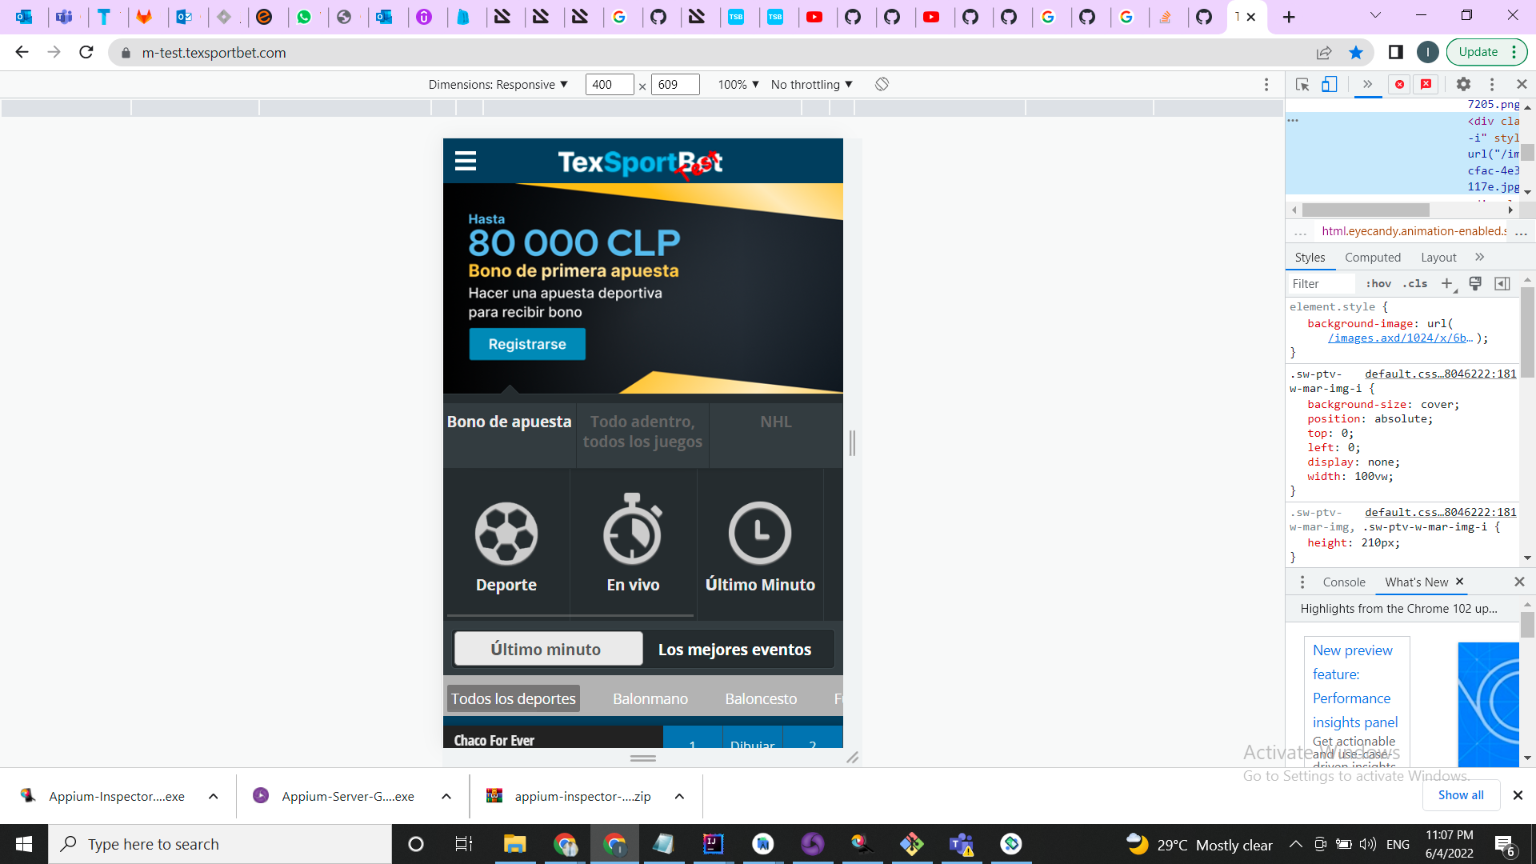 m-test.texsportbet.com
Update
Dimensions: Responsive ▼
400 x 609
100% ▼
No throttling ▼
TexSportBet
Test
Hasta
80 000 CLP
Bono de primera apuesta
Hacer una apuesta deportiva
para recibir bono
Registrarse
Bono de apuesta
Todo adentro,
todos los juegos
NHL
Deporte
En vivo
Último Minuto
Último minuto
Los mejores eventos
Todos los deportes
Balonmano
Baloncesto
Chaco For Ever
1
Dibujar
2
7205.png
<div cla
-i" styl
url("/im
cfac-4e3
117e.jpg
... html.eyecandy.animation-enabled.s ...
Styles
Computed
Layout
»
Filter
:hov
.cls
+
element.style {
background-image: url(
/images.axd/1024/x/6b… );
}
.sw-ptv- default.css…8046222:181
w-mar-img-i {
background-size: cover;
position: absolute;
top: 0;
left: 0;
display: none;
width: 100vw;
}
.sw-ptv- default.css…8046222:181
w-mar-img, .sw-ptv-w-mar-img-i {
height: 210px;
}
Console
What's New
Highlights from the Chrome 102 up...
New preview
feature:
Performance
insights panel
Get actionable
and use-case-
driven insights
Activate Windows
Go to Settings to activate Windows.
Appium-Inspector....exe
Appium-Server-G....exe
appium-inspector-....zip
Show all
Type here to search
29°C Mostly clear
ENG
11:07 PM
6/4/2022
6